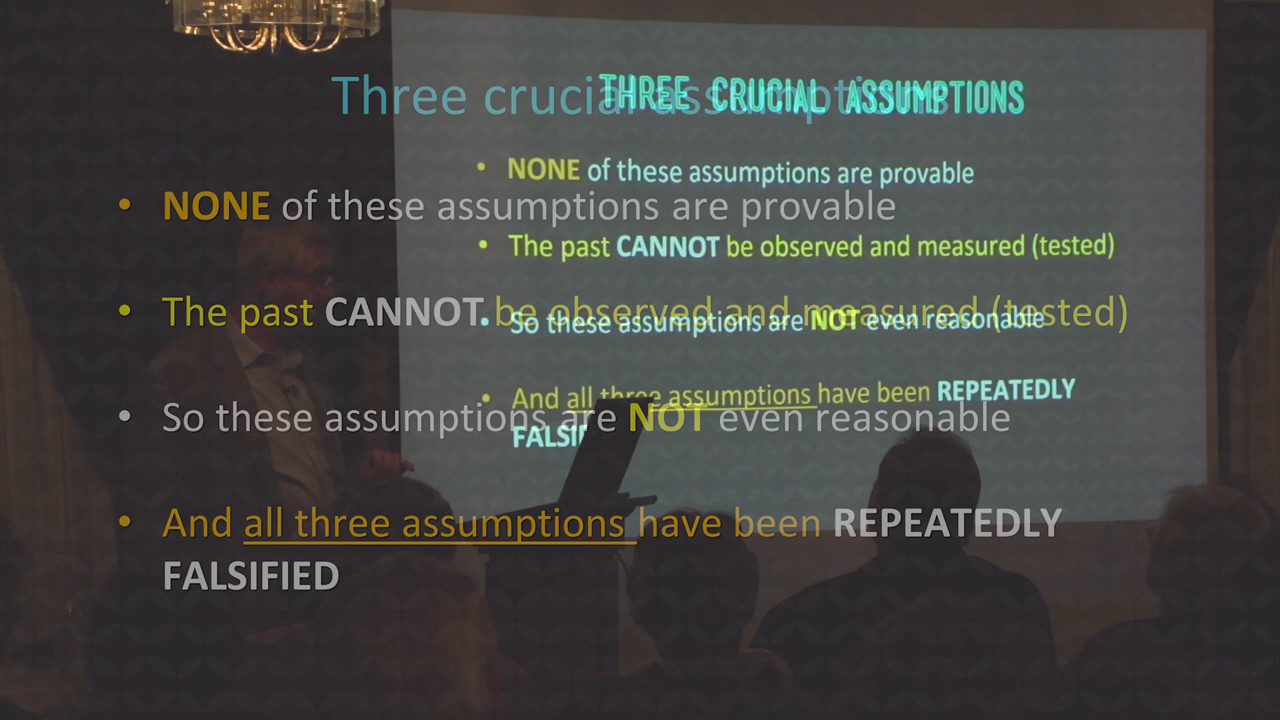 Three crucial assumptions
• NONE of these assumptions are provable
• The past CANNOT be observed and measured (tested)
• So these assumptions are NOT even reasonable
• And all three assumptions have been REPEATEDLY
FALSIFIED
THREE CRUCIAL ASSUMPTIONS
• NONE of these assumptions are provable
• The past CANNOT be observed and measured (tested)
• So these assumptions are NOT even reasonable
• And all three assumptions have been REPEATEDLY